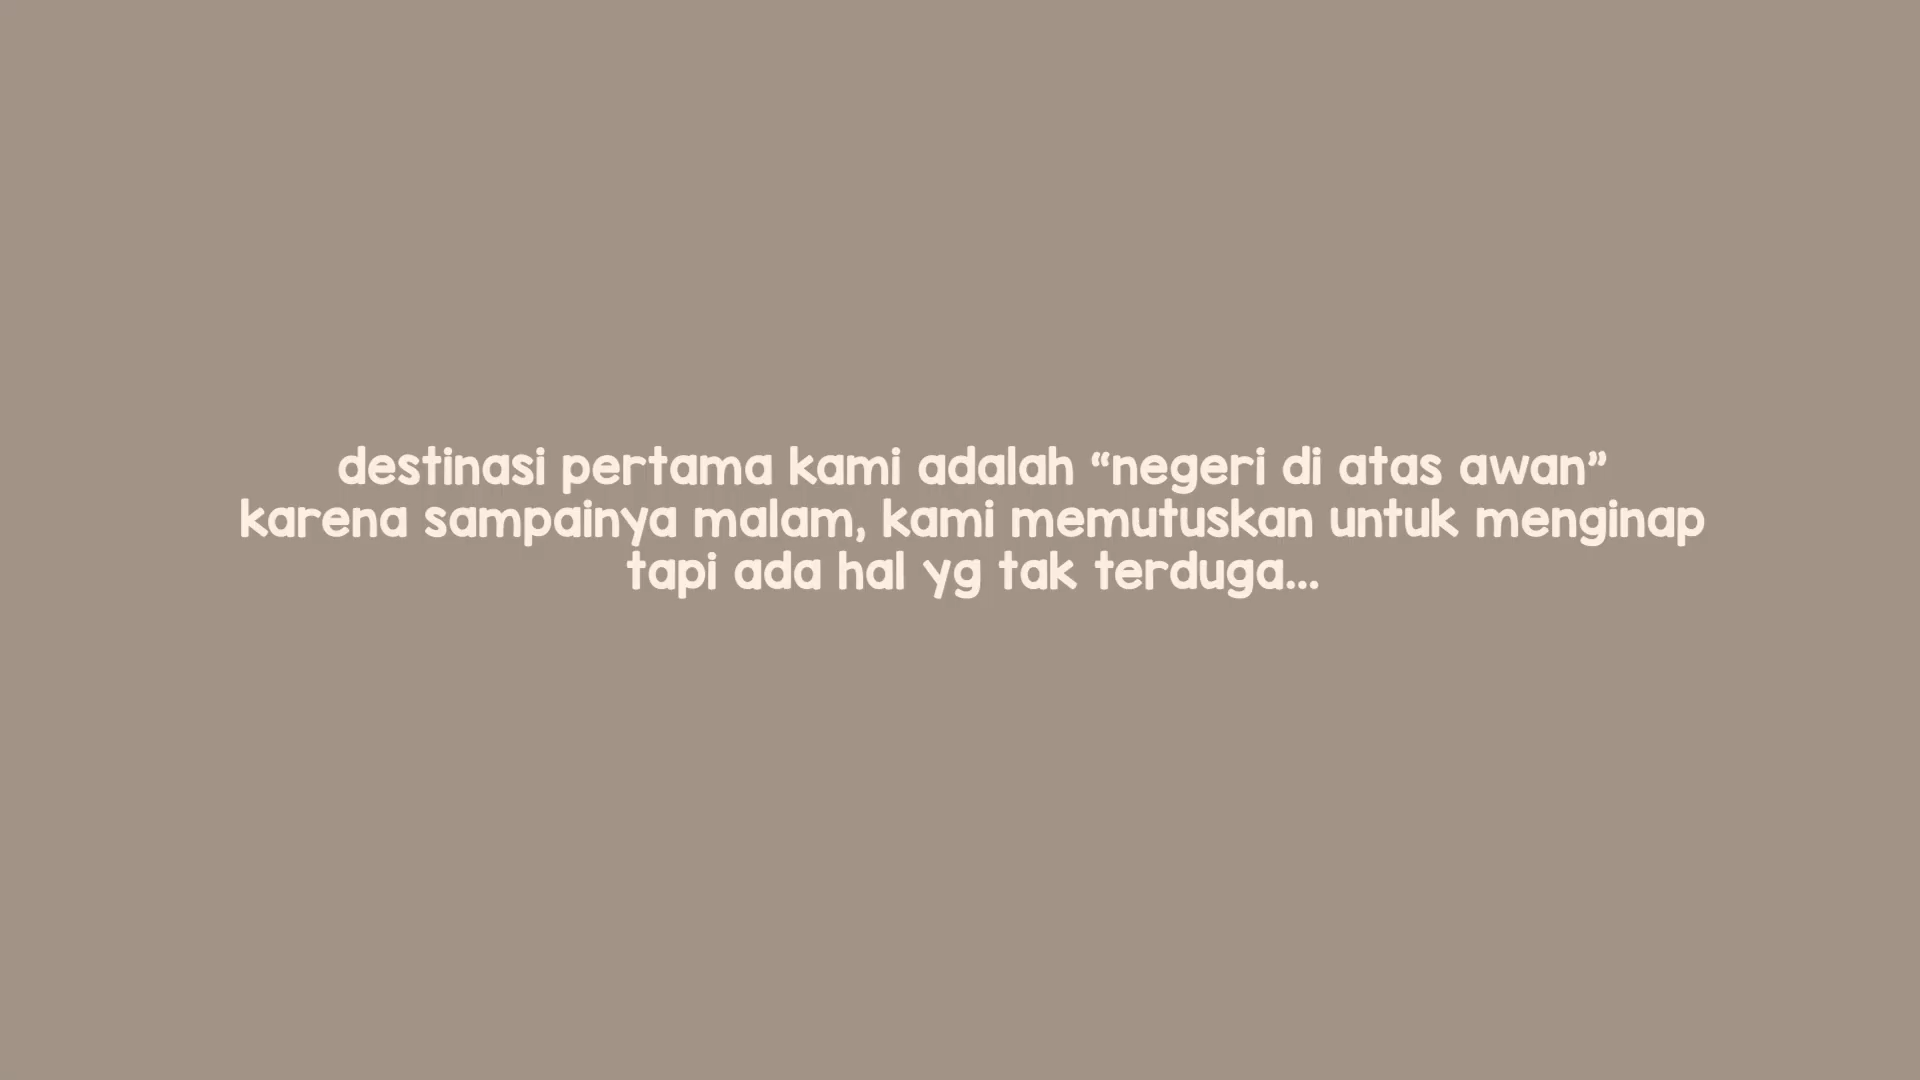 destinasi pertama kami adalah “negeri di atas awan”
karena sampainya malam, kami memutuskan untuk menginap
tapi ada hal yg tak terduga...